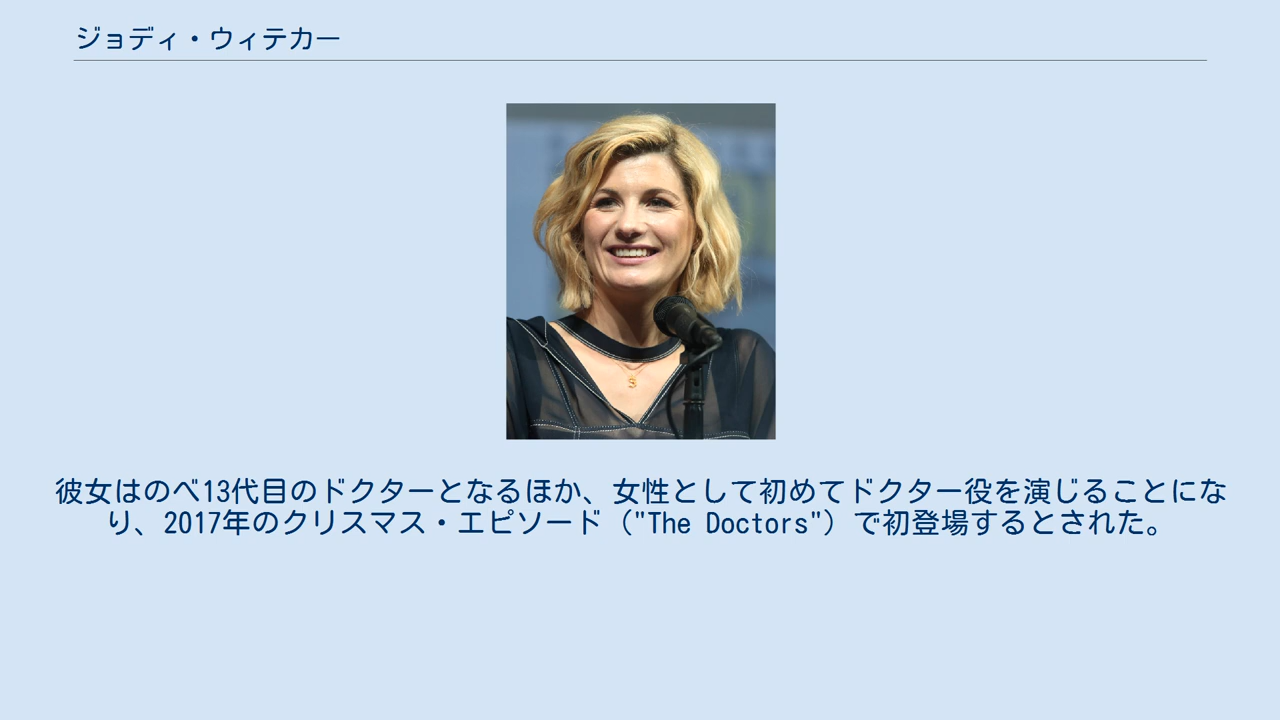 ジョディ・ウィテカー
彼女はのべ13代目のドクターとなるほか、女性として初めてドクター役を演じることにな
り、2017年のクリスマス・エピソード（"The Doctors"）で初登場するとされた。